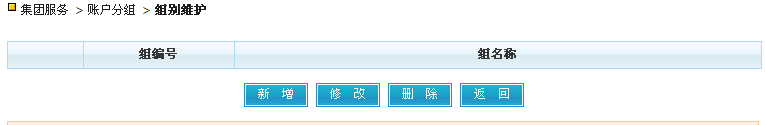 集团服务 > 账户分组 > 组别维护
组编号 组名称
新 增 修 改 删 除 返 回